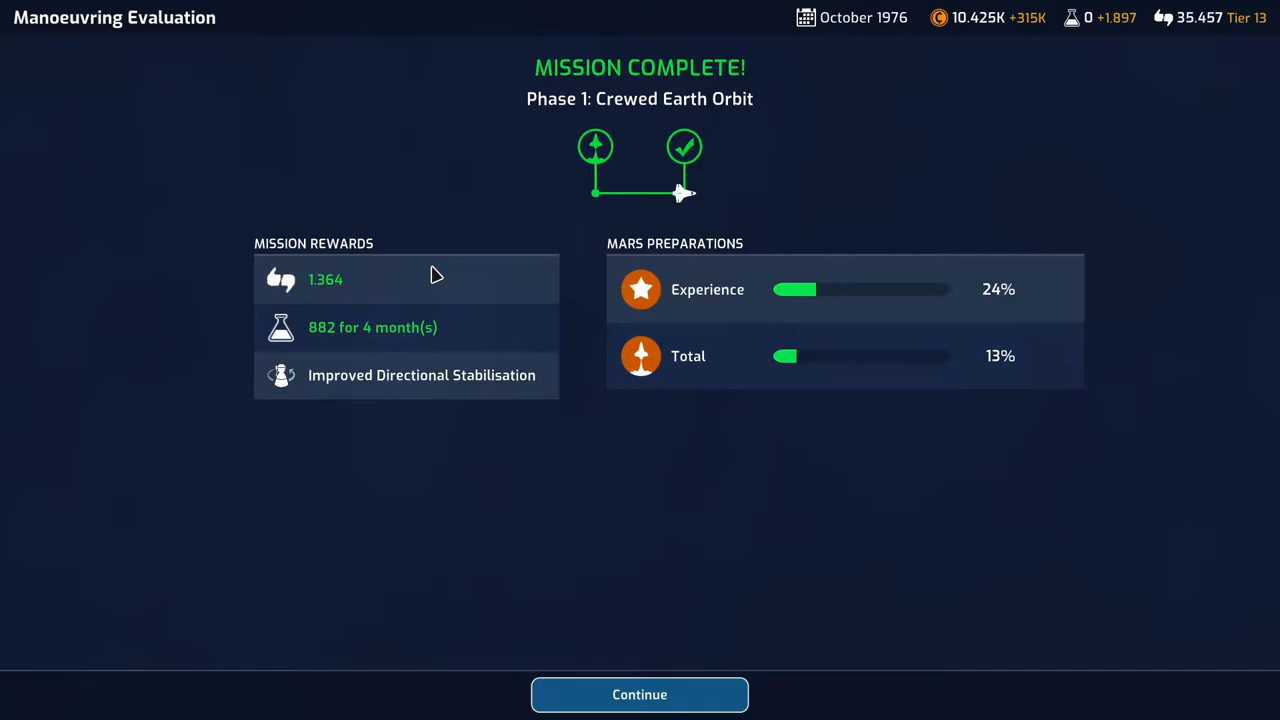 Manoeuvring Evaluation
October 1976
10.425K +315K
0 +1.897
35.457 Tier 13
MISSION COMPLETE!
Phase 1: Crewed Earth Orbit
MISSION REWARDS
1.364
882 for 4 month(s)
Improved Directional Stabilisation
MARS PREPARATIONS
Experience 24%
Total 13%
Continue